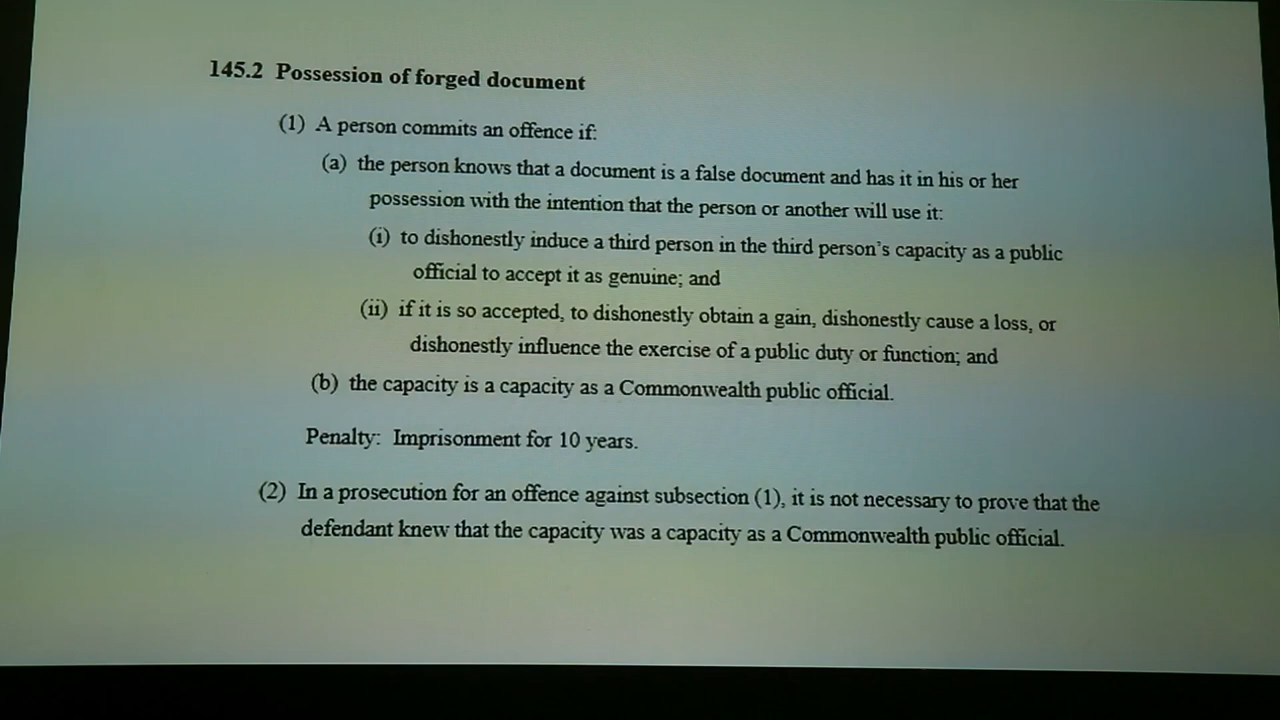 145.2 Possession of forged document
(1) A person commits an offence if:
(a) the person knows that a document is a false document and has it in his or her
possession with the intention that the person or another will use it:
(i) to dishonestly induce a third person in the third person's capacity as a public
official to accept it as genuine; and
(ii) if it is so accepted, to dishonestly obtain a gain, dishonestly cause a loss, or
dishonestly influence the exercise of a public duty or function; and
(b) the capacity is a capacity as a Commonwealth public official.
Penalty: Imprisonment for 10 years.
(2) In a prosecution for an offence against subsection (1), it is not necessary to prove that the
defendant knew that the capacity was a capacity as a Commonwealth public official.